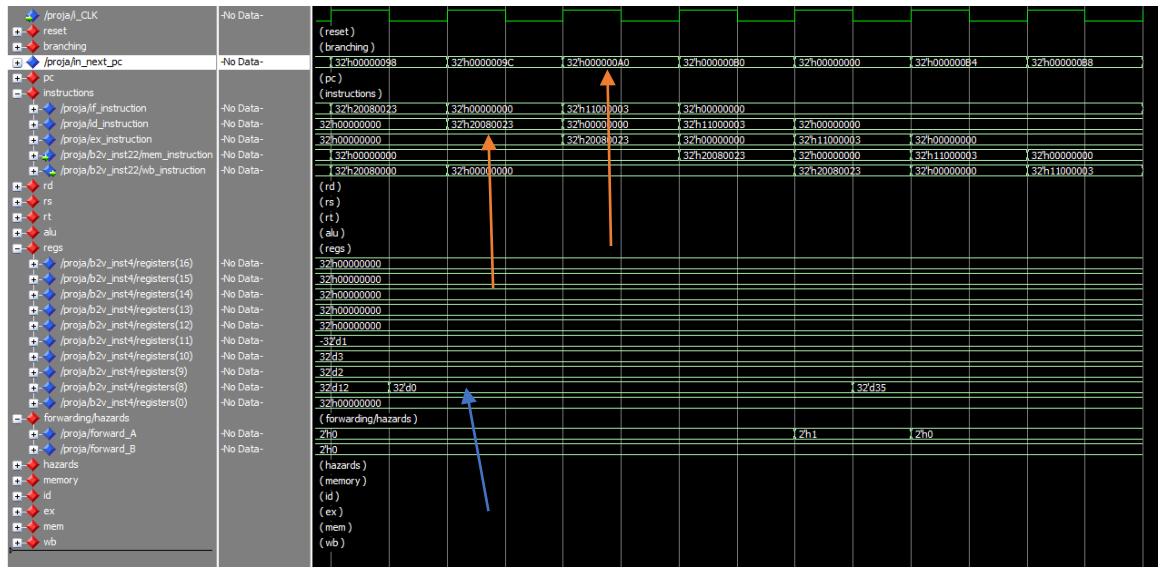 /proja/i_CLK -No Data-
reset (reset)
branching (branching)
/proja/in_next_pc -No Data- 32'h00000098 32'h0000009C 32'h000000A0 32'h000000B0 32'h00000000 32'h000000B4 32'h000000B8
pc (pc)
instructions (instructions)
/proja/if_instruction -No Data- 32'h20080023 32'h00000000 32'h11000003 32'h00000000
/proja/id_instruction -No Data- 32'h00000000 32'h20080023 32'h00000000 32'h11000003 32'h00000000
/proja/ex_instruction -No Data- 32'h00000000 32'h20080023 32'h00000000 32'h11000003 32'h00000000
/proja/b2v_inst22/mem_instruction -No Data- 32'h00000000 32'h20080023 32'h00000000 32'h11000003 32'h00000000
/proja/b2v_inst22/wb_instruction -No Data- 32'h20080000 32'h00000000 32'h20080023 32'h00000000 32'h11000003
rd (rd)
rs (rs)
rt (rt)
alu (alu)
regs (regs)
/proja/b2v_inst4/registers(16) -No Data- 32'h00000000
/proja/b2v_inst4/registers(15) -No Data- 32'h00000000
/proja/b2v_inst4/registers(14) -No Data- 32'h00000000
/proja/b2v_inst4/registers(13) -No Data- 32'h00000000
/proja/b2v_inst4/registers(12) -No Data- 32'h00000000
/proja/b2v_inst4/registers(11) -No Data- -32'd1
/proja/b2v_inst4/registers(10) -No Data- 32'd3
/proja/b2v_inst4/registers(9) -No Data- 32'd2
/proja/b2v_inst4/registers(8) -No Data- 32'd12 32'd0 32'd35
/proja/b2v_inst4/registers(0) -No Data- 32'h00000000
forwarding/hazards (forwarding/hazards)
/proja/forward_A -No Data- 2'h0 2'h1 2'h0
/proja/forward_B -No Data- 2'h0
hazards (hazards)
memory (memory)
id (id)
ex (ex)
mem (mem)
wb (wb)